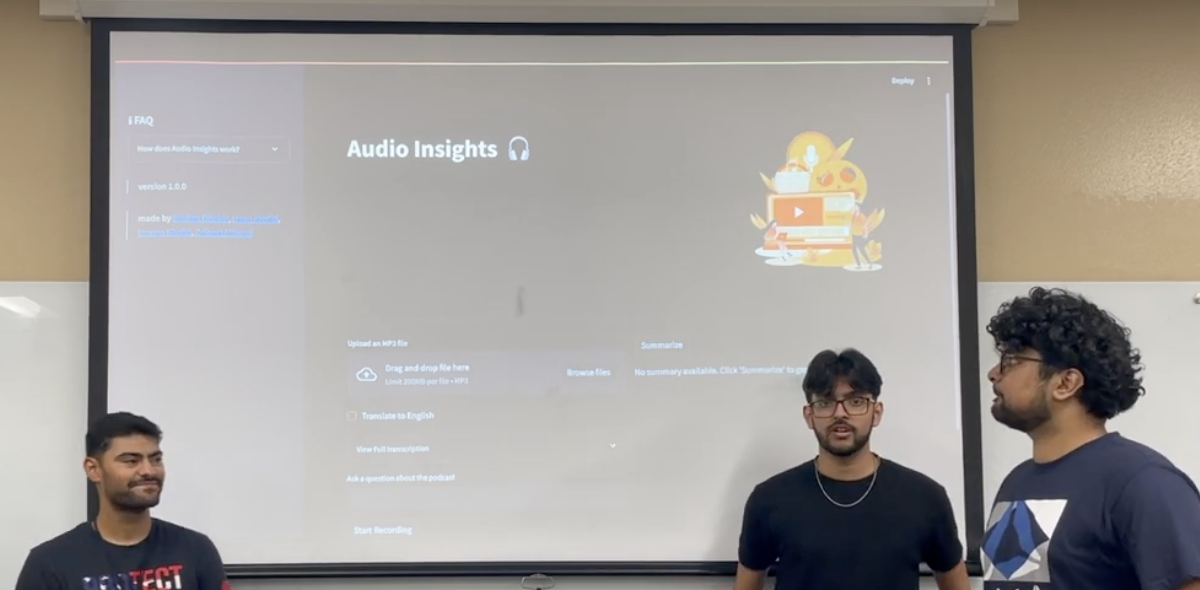 Deploy
FAQ
How does Audio Insights work?
version 1.0.0
made by
Audio Insights
Upload an MP3 file
Drag and drop file here
Limit 200MB per file • MP3
Browse files
Translate to English
View Full transcription
Ask a question about the podcast
Start Recording
Summarize
No summary available. Click 'Summarize' to